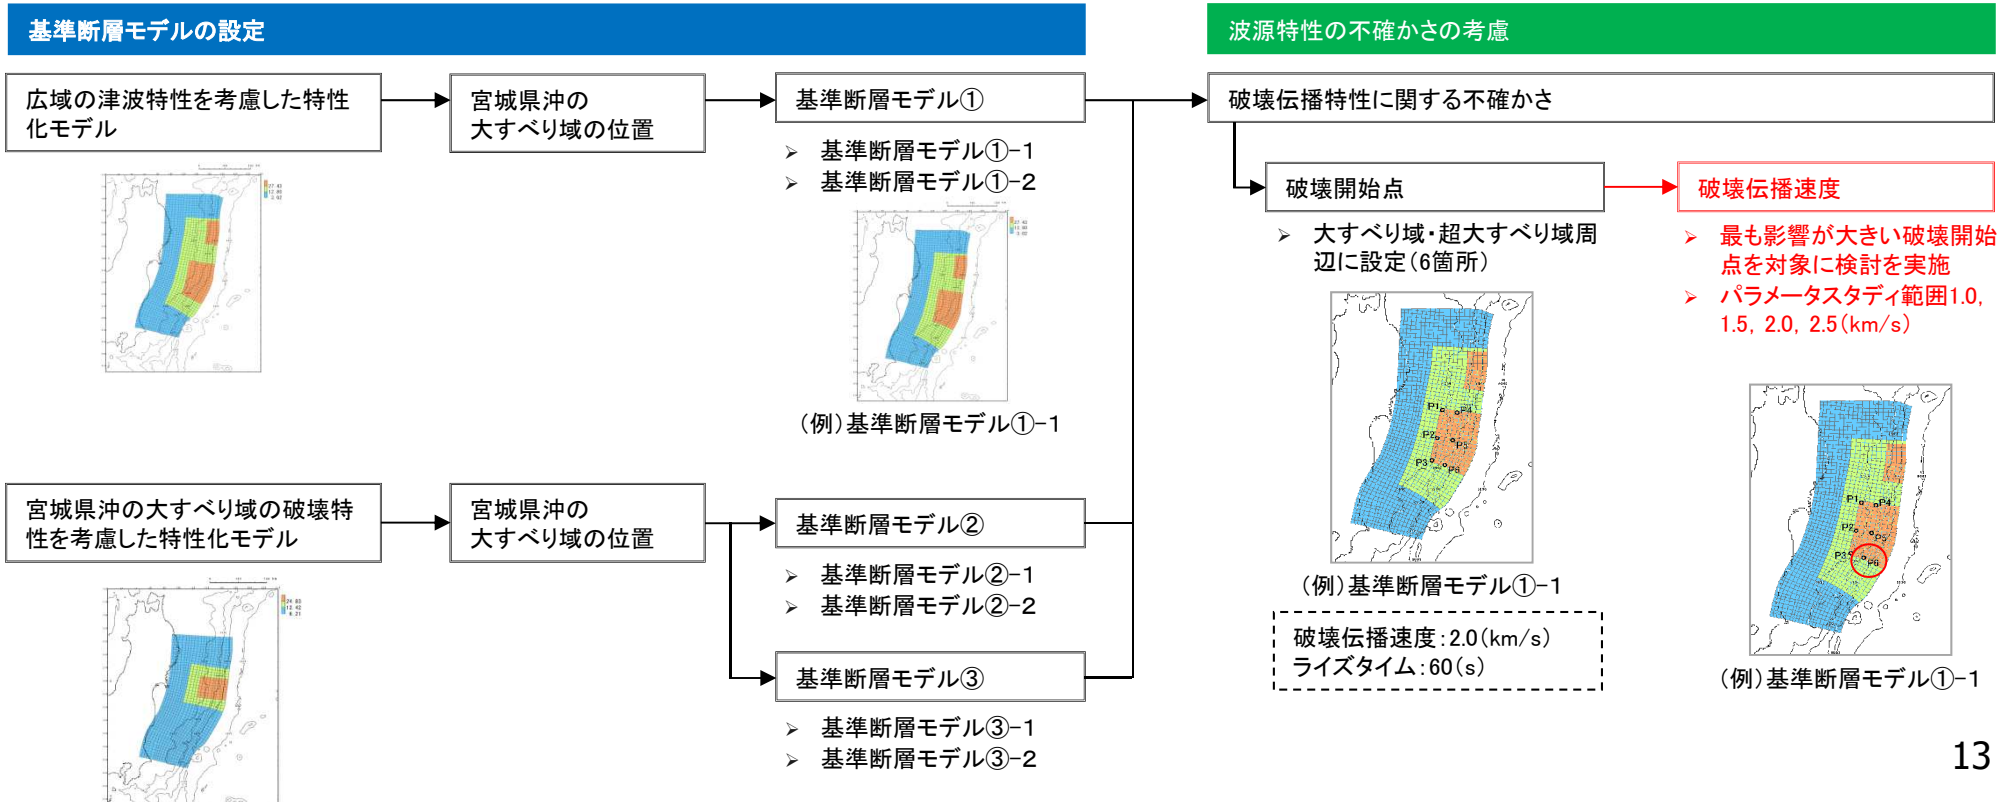 基準断層モデルの設定
波源特性の不確かさの考慮
広域の津波特性を考慮した特性
化モデル
宮城県沖の
大すべり域の位置
基準断層モデル①
➢ 基準断層モデル①-1
➢ 基準断層モデル①-2
(例)基準断層モデル①-1
宮城県沖の大すべり域の破壊特
性を考慮した特性化モデル
宮城県沖の
大すべり域の位置
基準断層モデル②
➢ 基準断層モデル②-1
➢ 基準断層モデル②-2
基準断層モデル③
➢ 基準断層モデル③-1
➢ 基準断層モデル③-2
破壊伝播特性に関する不確かさ
破壊開始点
➢ 大すべり域・超大すべり域周
辺に設定(6箇所)
P1 P4
P2 P5
P3 P6
(例)基準断層モデル①-1
破壊伝播速度:2.0(km/s)
ライズタイム:60(s)
破壊伝播速度
➢ 最も影響が大きい破壊開始
点を対象に検討を実施
➢ パラメータスタディ範囲1.0,
1.5, 2.0, 2.5(km/s)
P1 P4
P2 P5
P3 P6
(例)基準断層モデル①-1
13